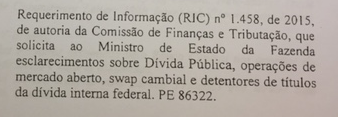 Requerimento de Informação (RIC) nº 1.458, de 2015,
de autoria da Comissão de Finanças e Tributação, que
solicita ao Ministro de Estado da Fazenda
esclarecimentos sobre Dívida Pública, operações de
mercado aberto, swap cambial e detentores de títulos
da dívida interna federal. PE 86322.